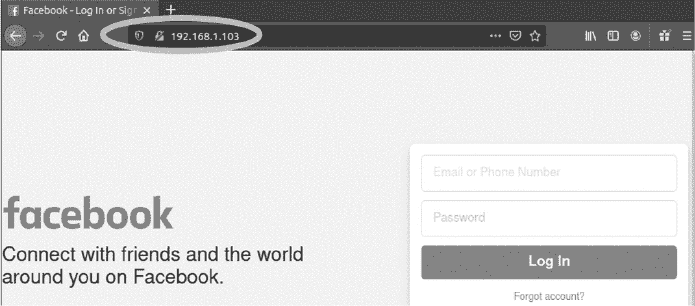 Facebook - Log In or Sign
192.168.1.103
facebook
Connect with friends and the world
around you on Facebook.
Email or Phone Number
Password
Log In
Forgot account?